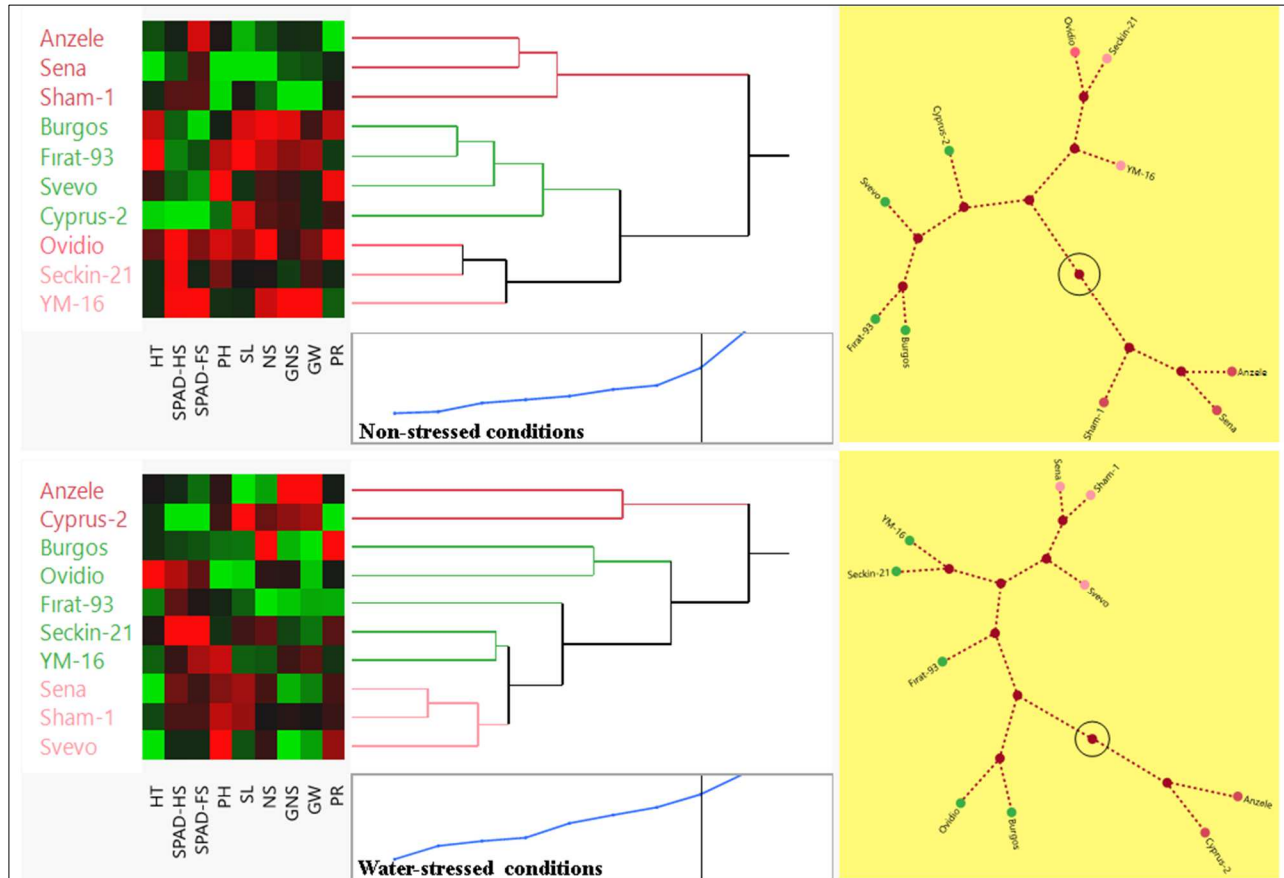 Anzele
Sena
Sham-1
Burgos
Fırat-93
Svevo
Cyprus-2
Ovidio
Seckin-21
YM-16
HT
SPAD-HS
SPAD-FS
PH
SL
NS
GNS
GW
PR
Non-stressed conditions
Ovidio
Seckin-21
Cyprus-2
YM-16
Svevo
Fırat-93
Burgos
Anzele
Sham-1
Sena
Anzele
Cyprus-2
Burgos
Ovidio
Fırat-93
Seckin-21
YM-16
Sena
Sham-1
Svevo
HT
SPAD-HS
SPAD-FS
PH
SL
NS
GNS
GW
PR
Water-stressed conditions
Sena
Sham-1
YM-16
Seckin-21
Svevo
Fırat-93
Ovidio
Burgos
Anzele
Cyprus-2